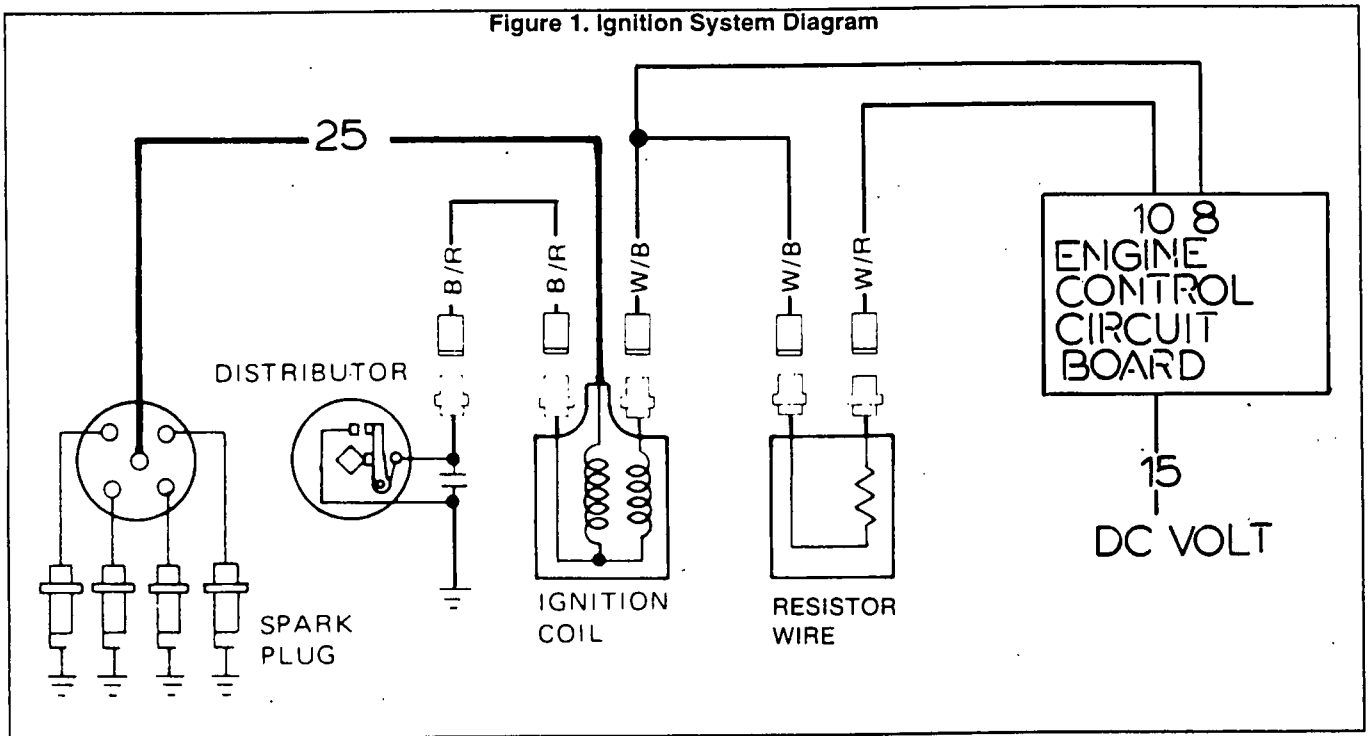 Figure 1. Ignition System Diagram
25
B/R
B/R
W/B
W/B
W/R
10 8
ENGINE
CONTROL
CIRCUIT
BOARD
DISTRIBUTOR
15
DC VOLT
SPARK
PLUG
IGNITION
COIL
RESISTOR
WIRE